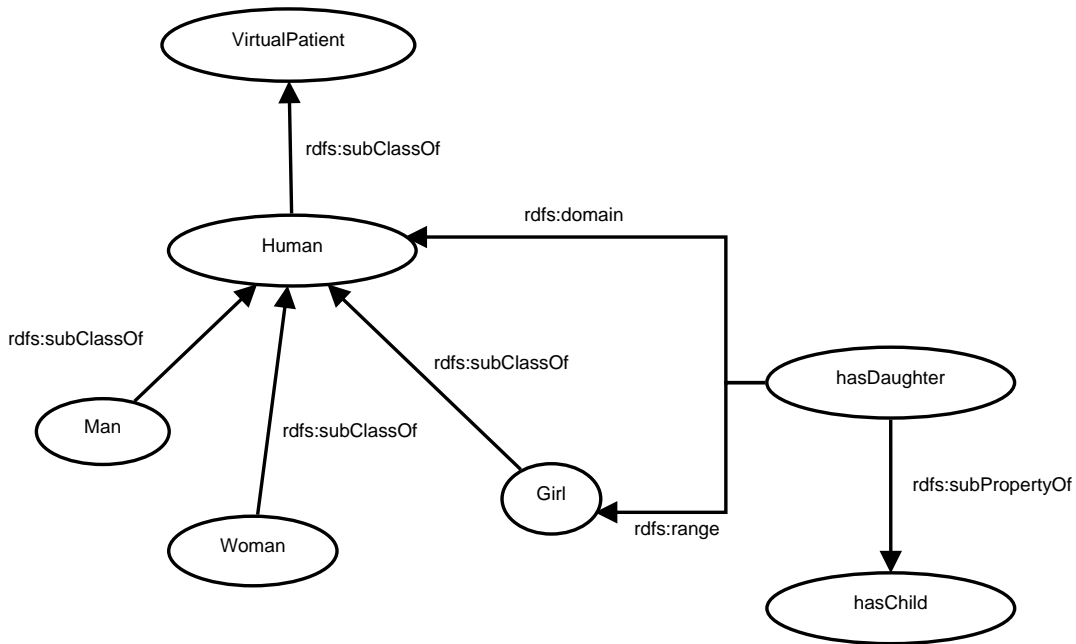 VirtualPatient
rdfs:subClassOf
rdfs:domain
Human
rdfs:subClassOf
rdfs:subClassOf
hasDaughter
Man
rdfs:subClassOf
rdfs:subPropertyOf
Girl
rdfs:range
Woman
hasChild